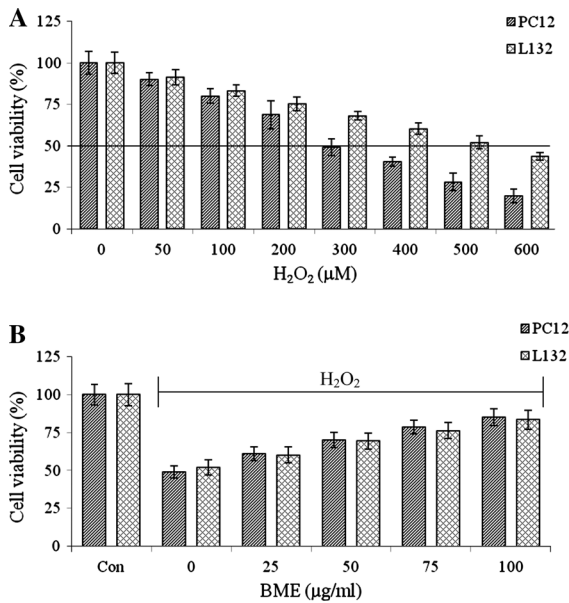 A
PC12
L132
Cell viability (%)
125
100
75
50
25
0
0 50 100 200 300 400 500 600
H₂O₂ (μM)
B
PC12
L132
H₂O₂
Cell viability (%)
125
100
75
50
25
0
Con 0 25 50 75 100
BME (μg/ml)